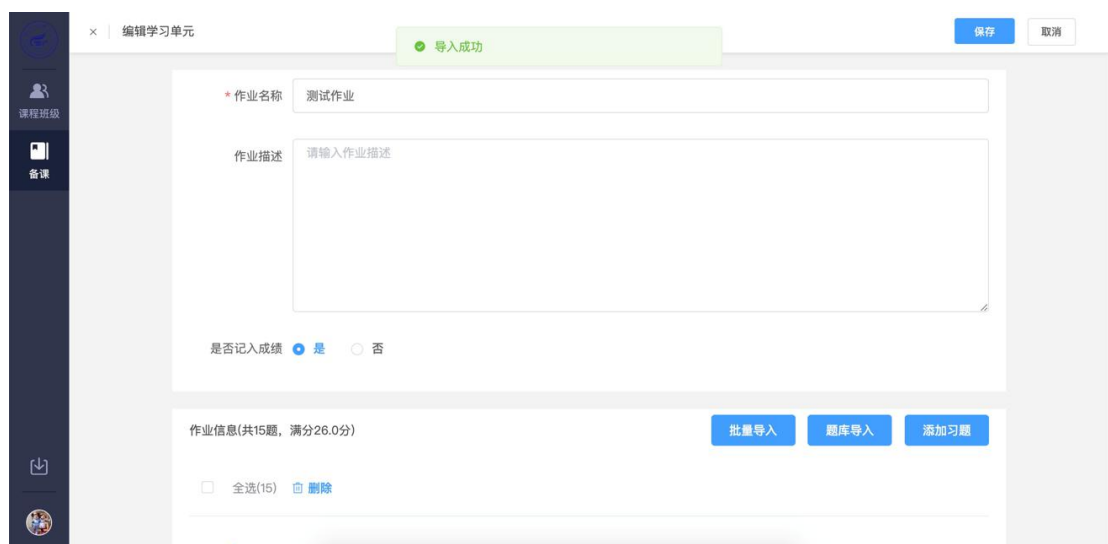 × 编辑学习单元
导入成功
保存 取消
课程班级
备课
* 作业名称 测试作业
作业描述 请输入作业描述
是否记入成绩 是 否
作业信息(共15题, 满分26.0分) 批量导入 题库导入 添加习题
全选(15) 删除